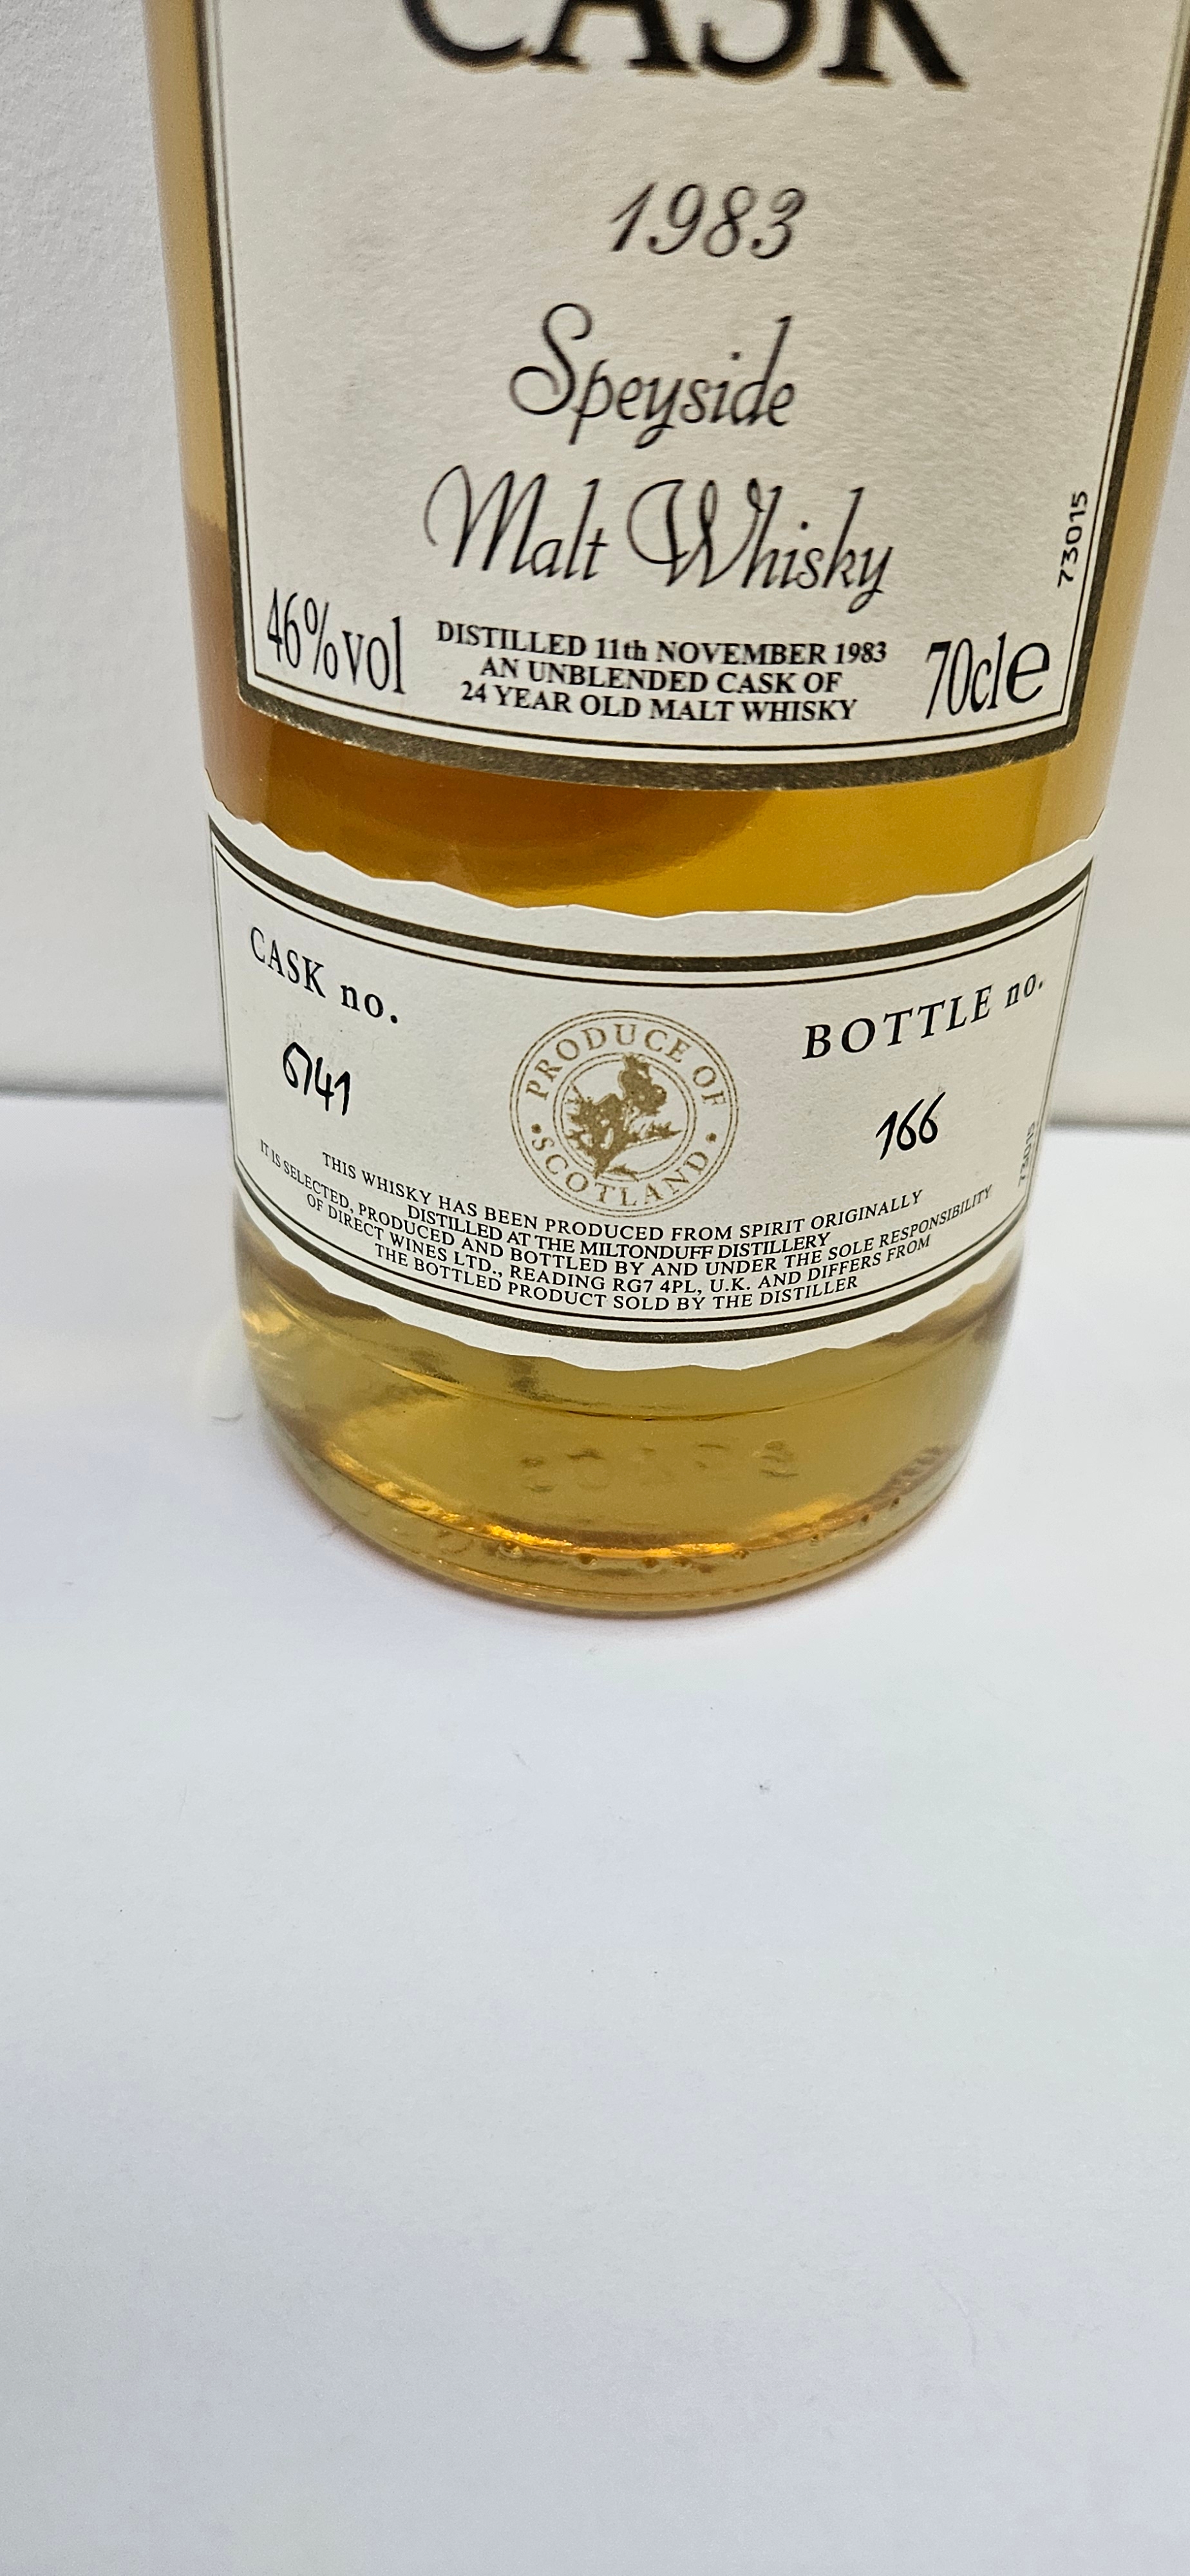 CASK
1983
Speyside
Malt Whisky
73015
46%vol
DISTILLED 11th NOVEMBER 1983
AN UNBLENDED CASK OF
24 YEAR OLD MALT WHISKY
70cl e
CASK no.
6741
PRODUCE OF
• SCOTLAND •
BOTTLE no.
166
73015
THIS WHISKY HAS BEEN PRODUCED FROM SPIRIT ORIGINALLY
DISTILLED AT THE MILTONDUFF DISTILLERY
IT IS SELECTED, PRODUCED AND BOTTLED BY AND UNDER THE SOLE RESPONSIBILITY
OF DIRECT WINES LTD., READING RG7 4PL, U.K. AND DIFFERS FROM
THE BOTTLED PRODUCT SOLD BY THE DISTILLER